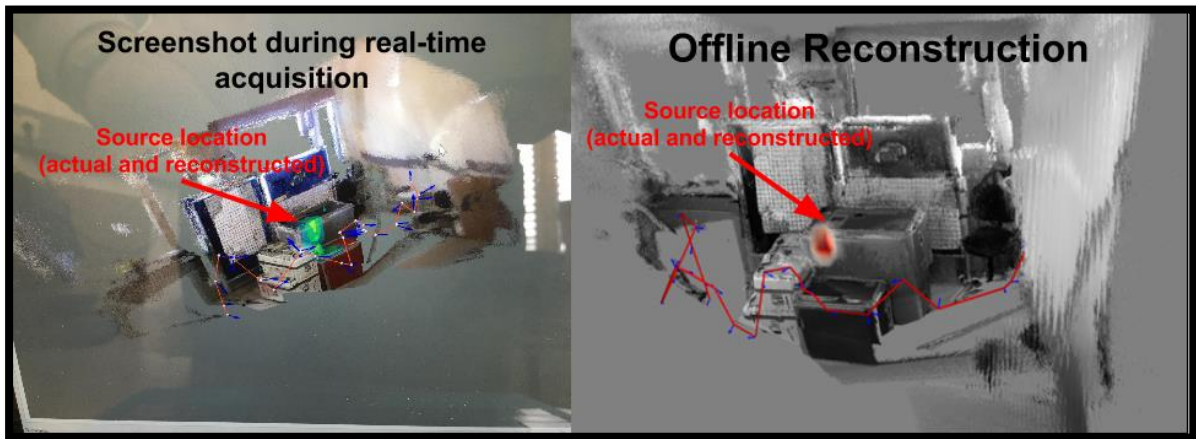 Screenshot during real-time
acquisition
Source location
(actual and reconstructed)
Offline Reconstruction
Source location
(actual and reconstructed)